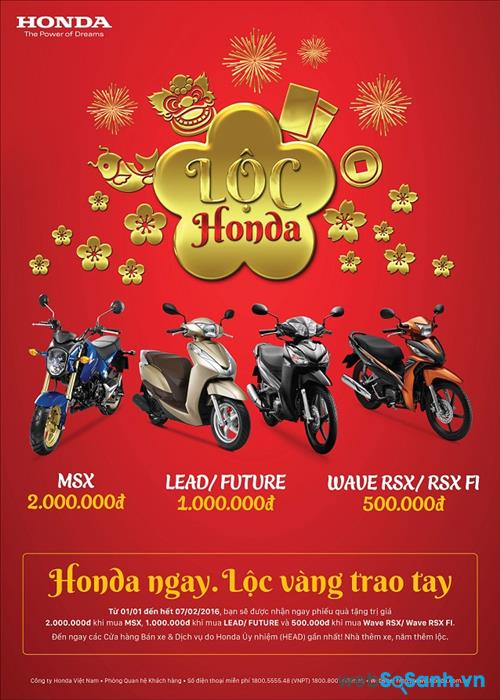 HONDA
The Power of Dreams
LỘC
Honda
MSX
2.000.000đ
LEAD/ FUTURE
1.000.000đ
WAVE RSX/ RSX FI
500.000đ
Honda ngay. Lộc vàng trao tay
Từ 01/01 đến hết 07/02/2016, bạn sẽ được nhận ngay phiếu quà tặng trị giá
2.000.000đ khi mua MSX, 1.000.000đ khi mua LEAD/ FUTURE và 500.000đ khi mua Wave RSX/ Wave RSX FI.
Đến ngay các Cửa hàng Bán xe & Dịch vụ do Honda Ủy nhiệm (HEAD) gần nhất! Nhà thêm xe, năm thêm lộc.
Công ty Honda Việt Nam • Phòng Quan hệ Khách hàng • Số điện thoại miễn phí 1800.5555.48 (VNPT) 1800.
webSoSanh.vn